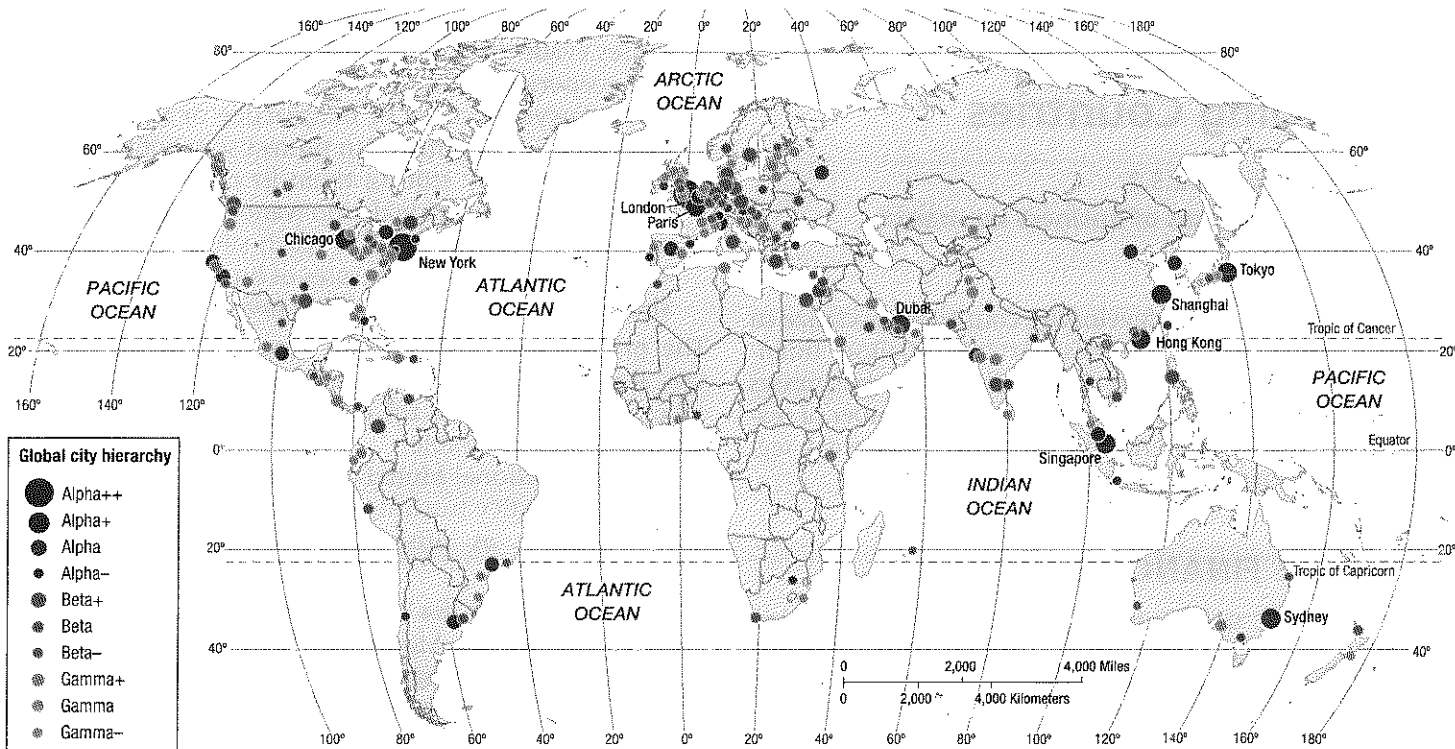 160° 140° 120° 80° 60° 40° 20° 0° 20° 40° 60° 80° 120° 140° 160° 180°
80° 80°
ARCTIC
OCEAN
60° 60°
London
Paris
Chicago
New York
40° 40°
Tokyo
PACIFIC
OCEAN
ATLANTIC
OCEAN
Dubai
Shanghai
Tropic of Cancer
Hong Kong
20° 20°
160° 140° 120°
PACIFIC
OCEAN
Equator
0° 0°
Singapore
INDIAN
OCEAN
20° 20°
Tropic of Capricorn
ATLANTIC
OCEAN
Sydney
40° 40°
0 2,000 4,000 Miles
0 2,000 4,000 Kilometers
100° 80° 60° 40° 20° 0° 20° 40° 60° 80° 100° 120° 140° 160° 180°
Global city hierarchy
Alpha++
Alpha+
Alpha
Alpha–
Beta+
Beta
Beta–
Gamma+
Gamma
Gamma–